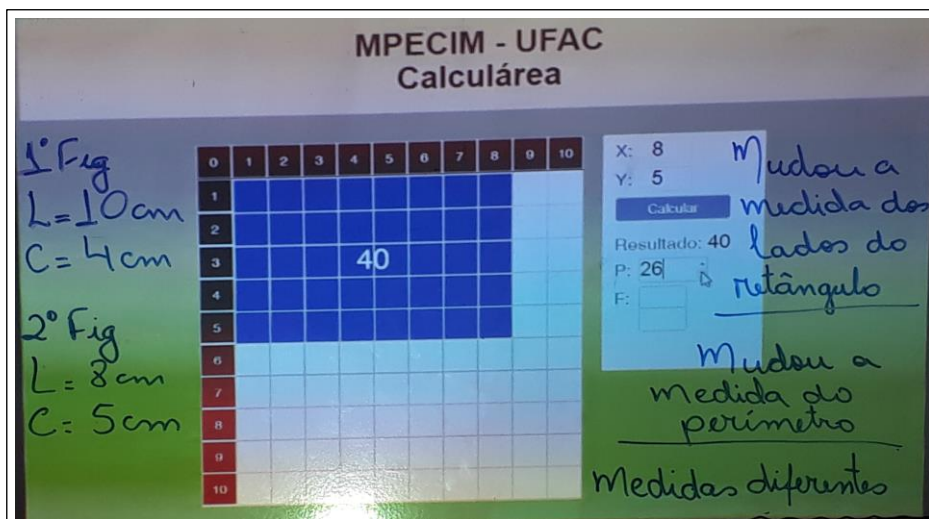 MPECIM - UFAC
Calculárea
1° Fig
L = 10 cm
C = 4 cm
2° Fig
L = 8 cm
C = 5 cm
0 1 2 3 4 5 6 7 8 9 10
1
2
3
4
5
6
7
8
9
10
40
X: 8
Y: 5
Calcular
Resultado: 40
P: 26
F:
Mudou a
medida dos
lados do
retângulo
Mudou a
medida do
perímetro
Medidas diferentes